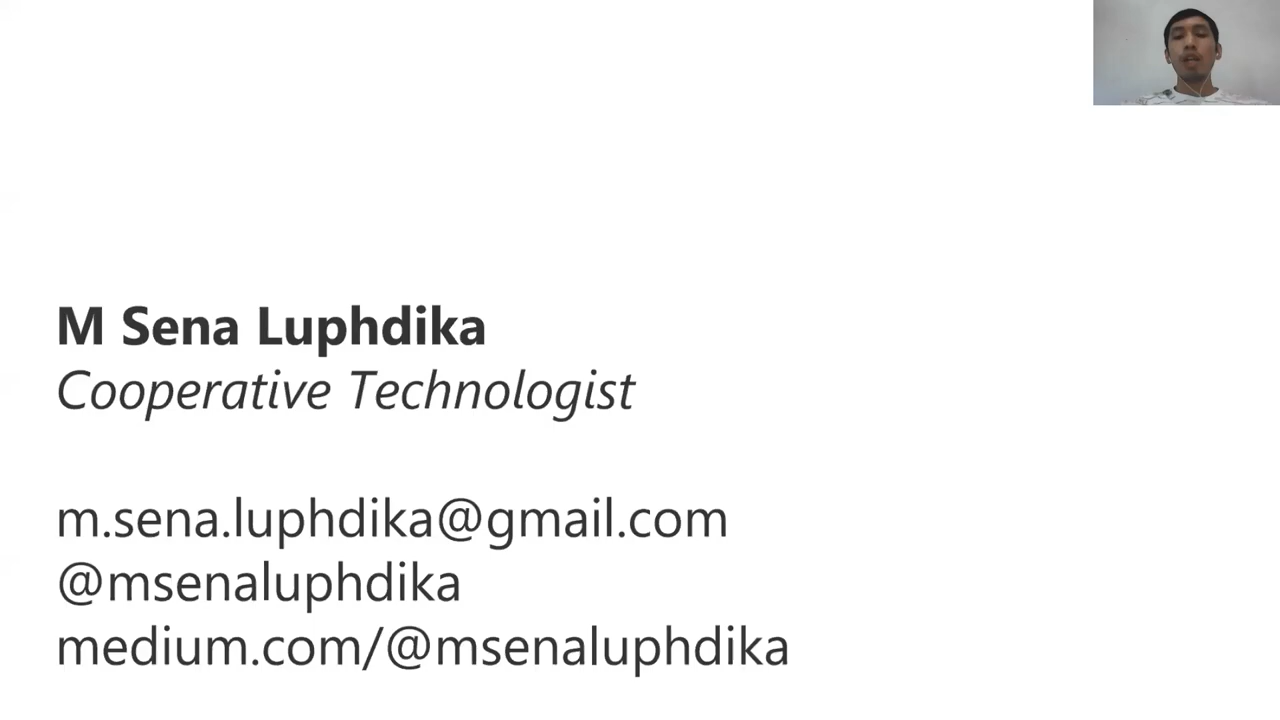 M Sena Luphdika
Cooperative Technologist
m.sena.luphdika@gmail.com
@msenaluphdika
medium.com/@msenaluphdika